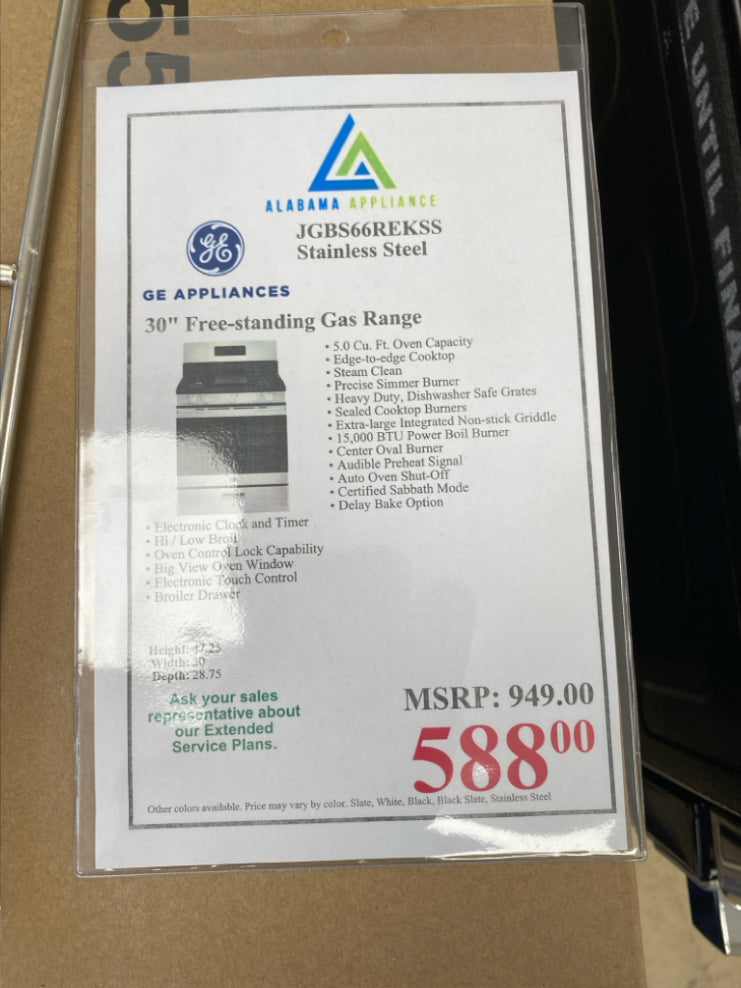 55
E UNTIL FINA
ALABAMA APPLIANCE
JGBS66REKSS
Stainless Steel
GE
GE APPLIANCES
30" Free-standing Gas Range
• 5.0 Cu. Ft. Oven Capacity
• Edge-to-edge Cooktop
• Steam Clean
• Precise Simmer Burner
• Heavy Duty, Dishwasher Safe Grates
• Sealed Cooktop Burners
• Extra-large Integrated Non-stick Griddle
• 15,000 BTU Power Boil Burner
• Center Oval Burner
• Audible Preheat Signal
• Auto Oven Shut-Off
• Certified Sabbath Mode
• Delay Bake Option
• Electronic Clock and Timer
• Hi / Low Broil
• Oven Control Lock Capability
• Big View Oven Window
• Electronic Touch Control
• Broiler Drawer
Height: 47.25
Width: 30
Depth: 28.75
Ask your sales
representative about
our Extended
Service Plans.
MSRP: 949.00
58800
Other colors available. Price may vary by color. Slate, White, Black, Black Slate, Stainless Steel